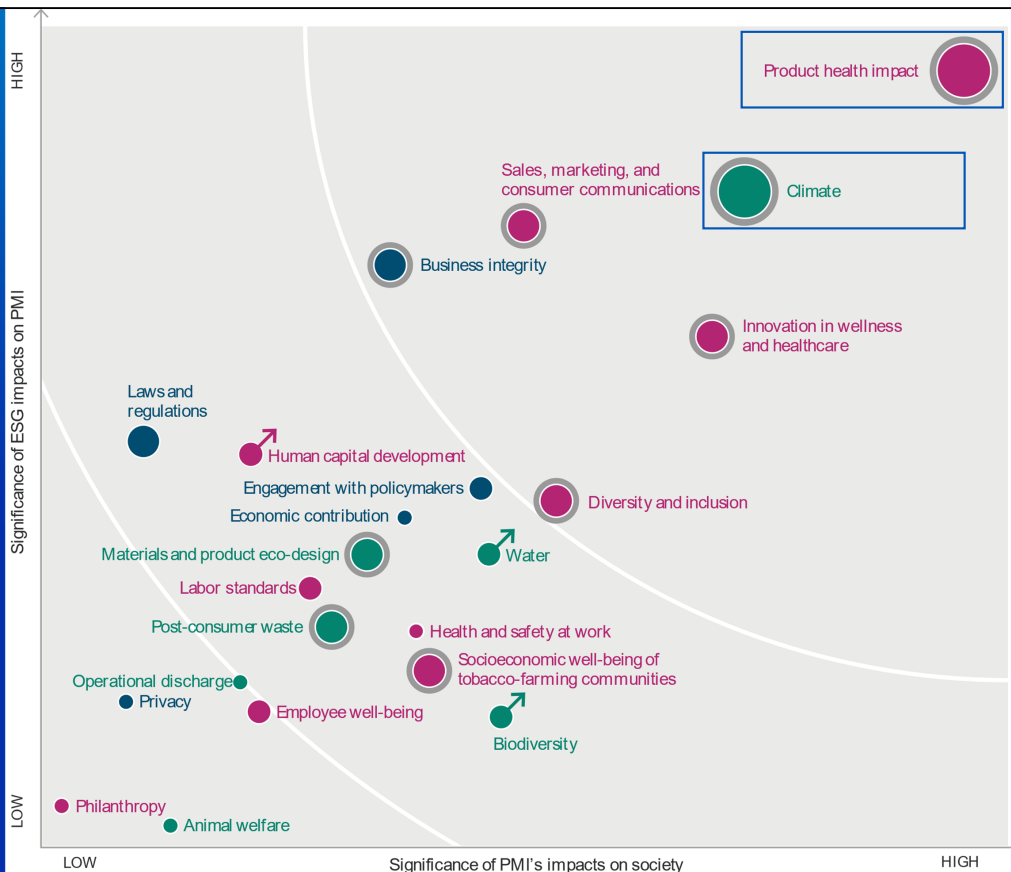 HIGH
Product health impact
Sales, marketing, and
consumer communications
Climate
Business integrity
Significance of ESG impacts on PMI
Innovation in wellness
and healthcare
Laws and
regulations
Human capital development
Engagement with policymakers
Diversity and inclusion
Economic contribution
Materials and product eco-design
Water
Labor standards
Post-consumer waste
Health and safety at work
Socioeconomic well-being of
tobacco-farming communities
Operational discharge
Privacy
Employee well-being
Biodiversity
LOW
Philanthropy
Animal welfare
LOW
Significance of PMI's impacts on society
HIGH